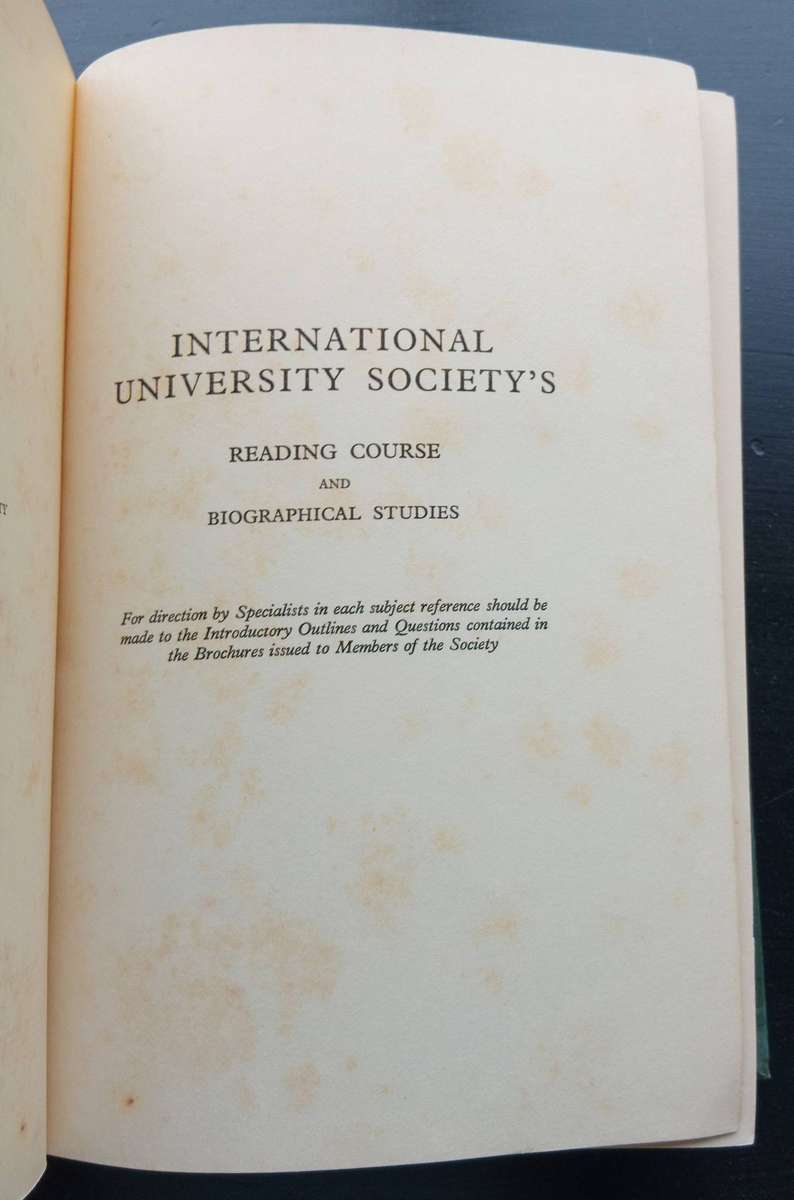 INTERNATIONAL
UNIVERSITY SOCIETY'S
READING COURSE
AND
BIOGRAPHICAL STUDIES
For direction by Specialists in each subject reference should be
made to the Introductory Outlines and Questions contained in
the Brochures issued to Members of the Society